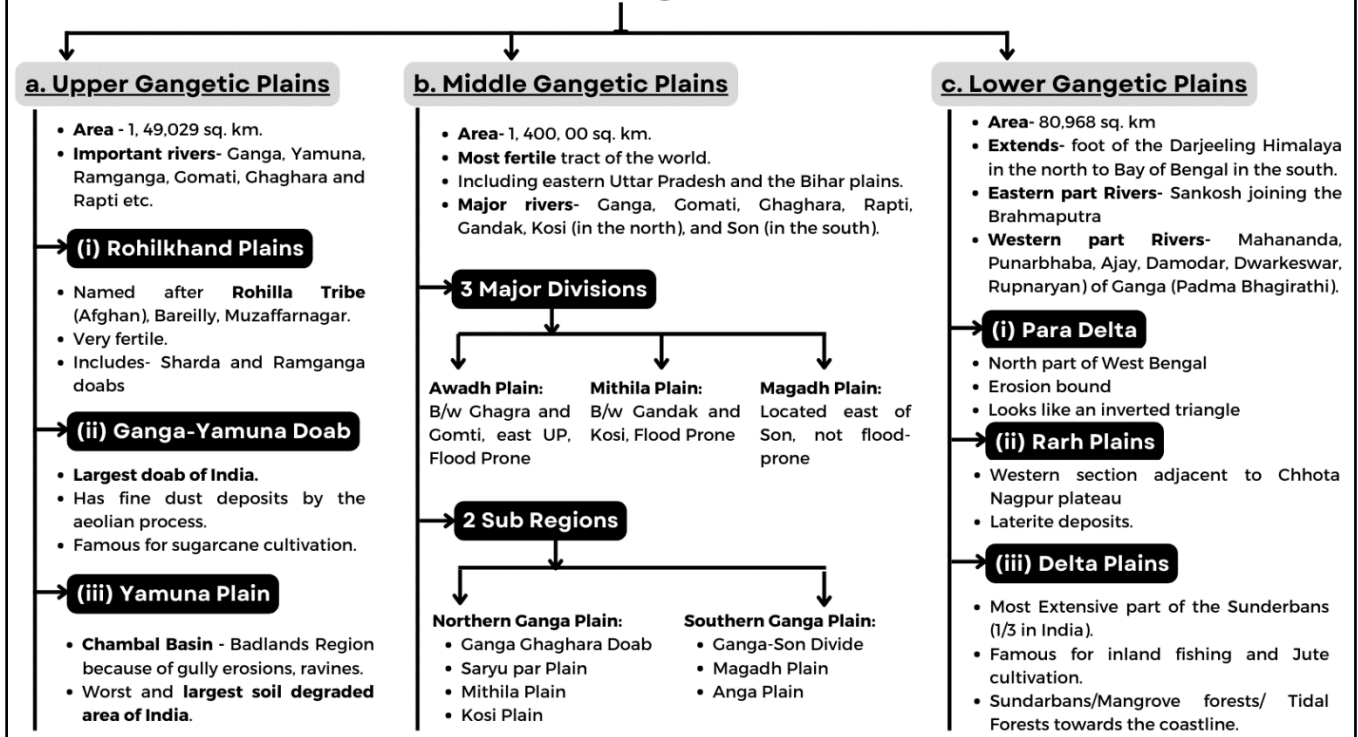 a. Upper Gangetic Plains
• Area - 1, 49,029 sq. km.
• Important rivers- Ganga, Yamuna,
Ramganga, Gomati, Ghaghara and
Rapti etc.
(i) Rohilkhand Plains
• Named after Rohilla Tribe
(Afghan), Bareilly, Muzaffarnagar.
• Very fertile.
• Includes- Sharda and Ramganga
doabs
(ii) Ganga-Yamuna Doab
• Largest doab of India.
• Has fine dust deposits by the
aeolian process.
• Famous for sugarcane cultivation.
(iii) Yamuna Plain
• Chambal Basin - Badlands Region
because of gully erosions, ravines.
• Worst and largest soil degraded
area of India.
b. Middle Gangetic Plains
• Area- 1, 400, 00 sq. km.
• Most fertile tract of the world.
• Including eastern Uttar Pradesh and the Bihar plains.
• Major rivers- Ganga, Gomati, Ghaghara, Rapti,
Gandak, Kosi (in the north), and Son (in the south).
3 Major Divisions
Awadh Plain:
B/w Ghagra and
Gomti, east UP,
Flood Prone
Mithila Plain:
B/w Gandak and
Kosi, Flood Prone
Magadh Plain:
Located east of
Son, not flood-
prone
2 Sub Regions
Northern Ganga Plain:
• Ganga Ghaghara Doab
• Saryu par Plain
• Mithila Plain
• Kosi Plain
Southern Ganga Plain:
• Ganga-Son Divide
• Magadh Plain
• Anga Plain
c. Lower Gangetic Plains
• Area- 80,968 sq. km
• Extends- foot of the Darjeeling Himalaya
in the north to Bay of Bengal in the south.
• Eastern part Rivers- Sankosh joining the
Brahmaputra
• Western part Rivers- Mahananda,
Punarbhaba, Ajay, Damodar, Dwarkeswar,
Rupnaryan) of Ganga (Padma Bhagirathi).
(i) Para Delta
• North part of West Bengal
• Erosion bound
• Looks like an inverted triangle
(ii) Rarh Plains
• Western section adjacent to Chhota
Nagpur plateau
• Laterite deposits.
(iii) Delta Plains
• Most Extensive part of the Sunderbans
(1/3 in India).
• Famous for inland fishing and Jute
cultivation.
• Sundarbans/Mangrove forests/ Tidal
Forests towards the coastline.